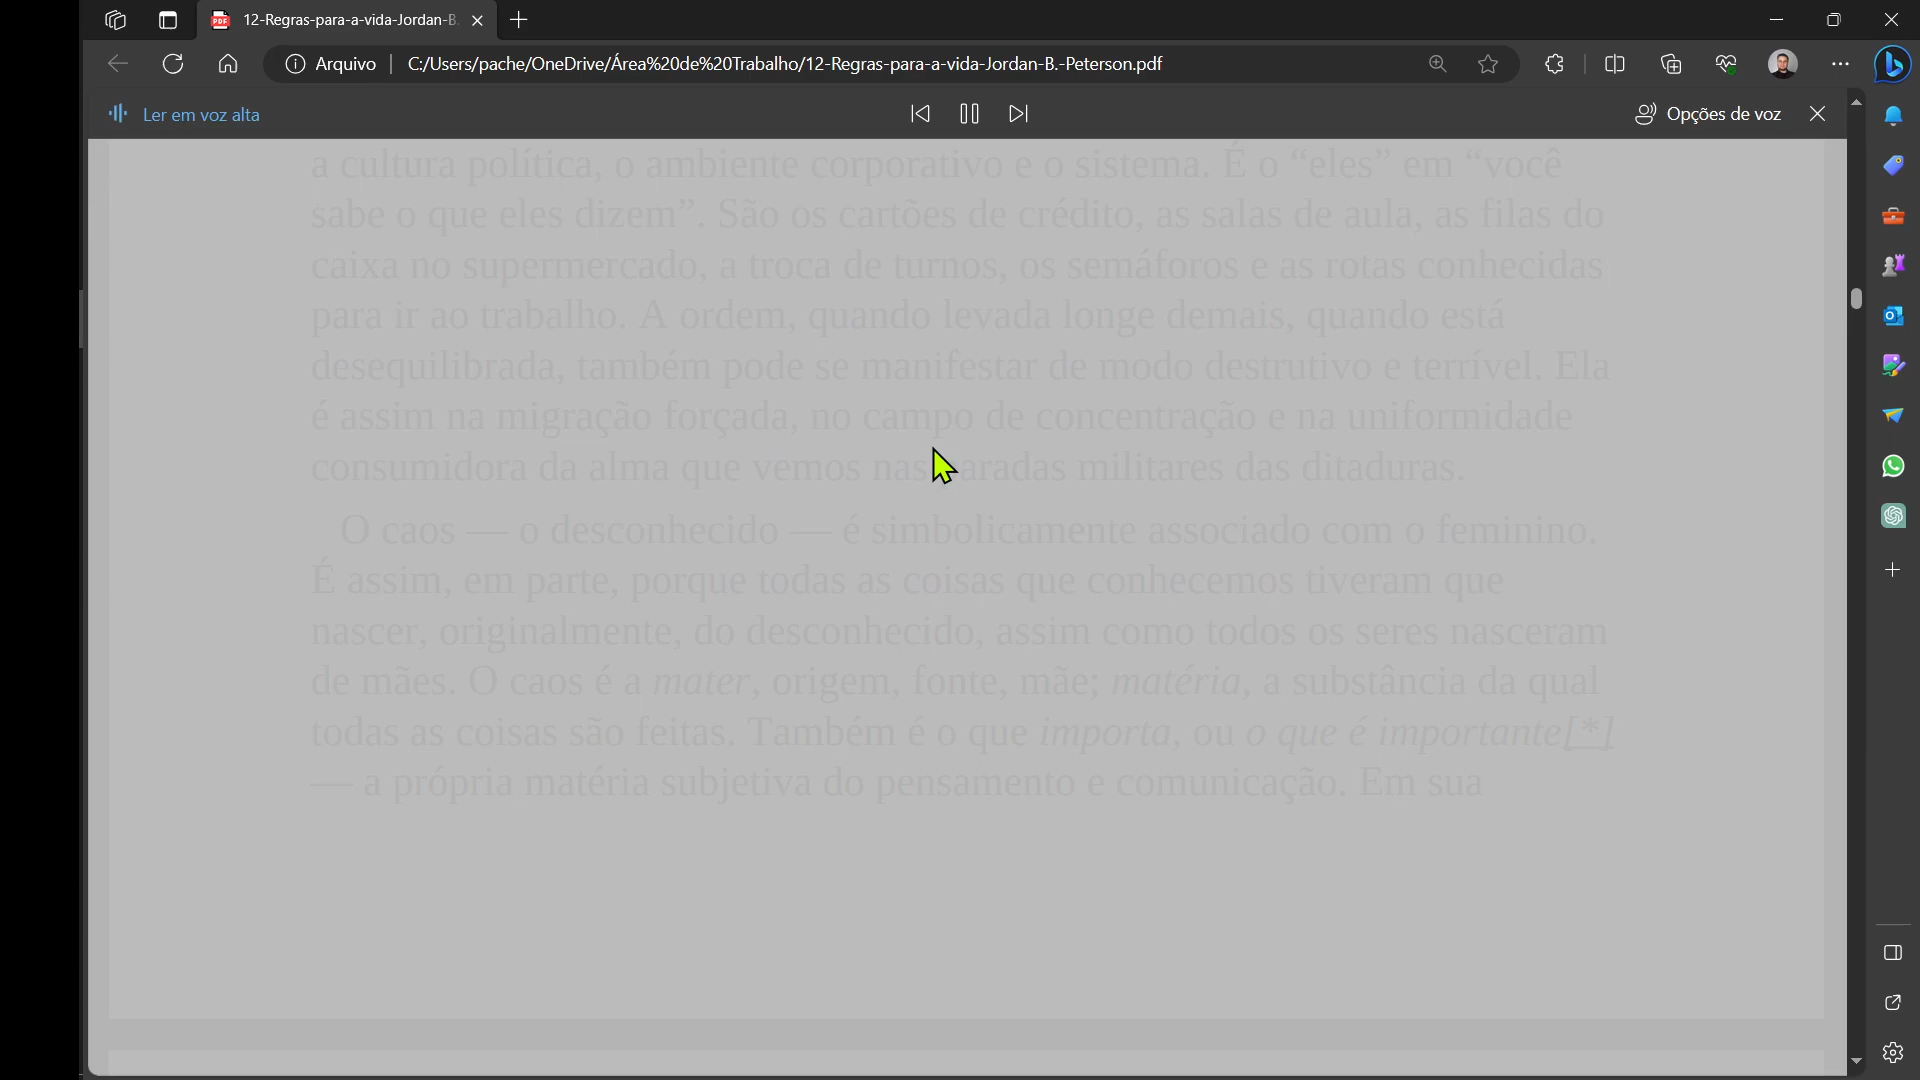 12-Regras-para-a-vida-Jordan-B.
Arquivo
C:/Users/pache/OneDrive/Área%20de%20Trabalho/12-Regras-para-a-vida-Jordan-B.-Peterson.pdf
Ler em voz alta
Opções de voz
a cultura política, o ambiente corporativo e o sistema. É o “eles” em “você
sabe o que eles dizem”. São os cartões de crédito, as salas de aula, as filas do
caixa no supermercado, a troca de turnos, os semáforos e as rotas conhecidas
para ir ao trabalho. A ordem, quando levada longe demais, quando está
desequilibrada, também pode se manifestar de modo destrutivo e terrível. Ela
é assim na migração forçada, no campo de concentração e na uniformidade
consumidora da alma que vemos nas paradas militares das ditaduras.
O caos — o desconhecido — é simbolicamente associado com o feminino.
É assim, em parte, porque todas as coisas que conhecemos tiveram que
nascer, originalmente, do desconhecido, assim como todos os seres nasceram
de mães. O caos é a mater, origem, fonte, mãe; matéria, a substância da qual
todas as coisas são feitas. Também é o que importa, ou o que é importante[*]
— a própria matéria subjetiva do pensamento e comunicação. Em sua